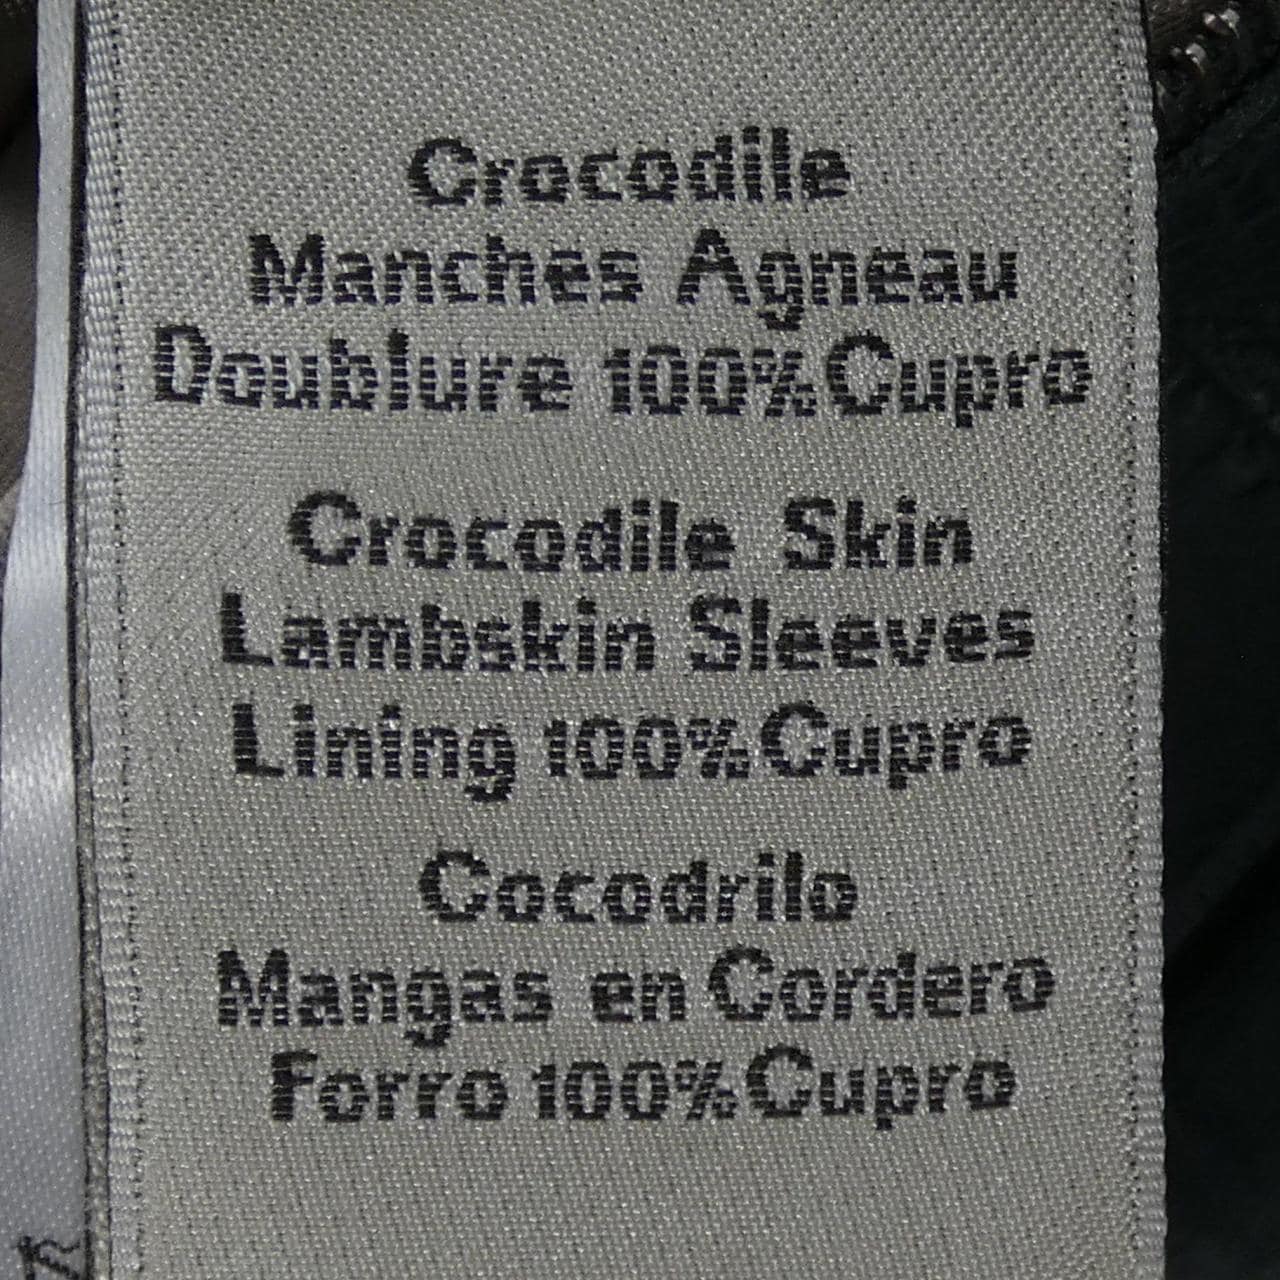 Crocodile
Manches Agneau
Doublure 100% Cupro
Crocodile Skin
Lambskin Sleeves
Lining 100% Cupro
Cocodrilo
Mangas en Cordero
Forro 100% Cupro